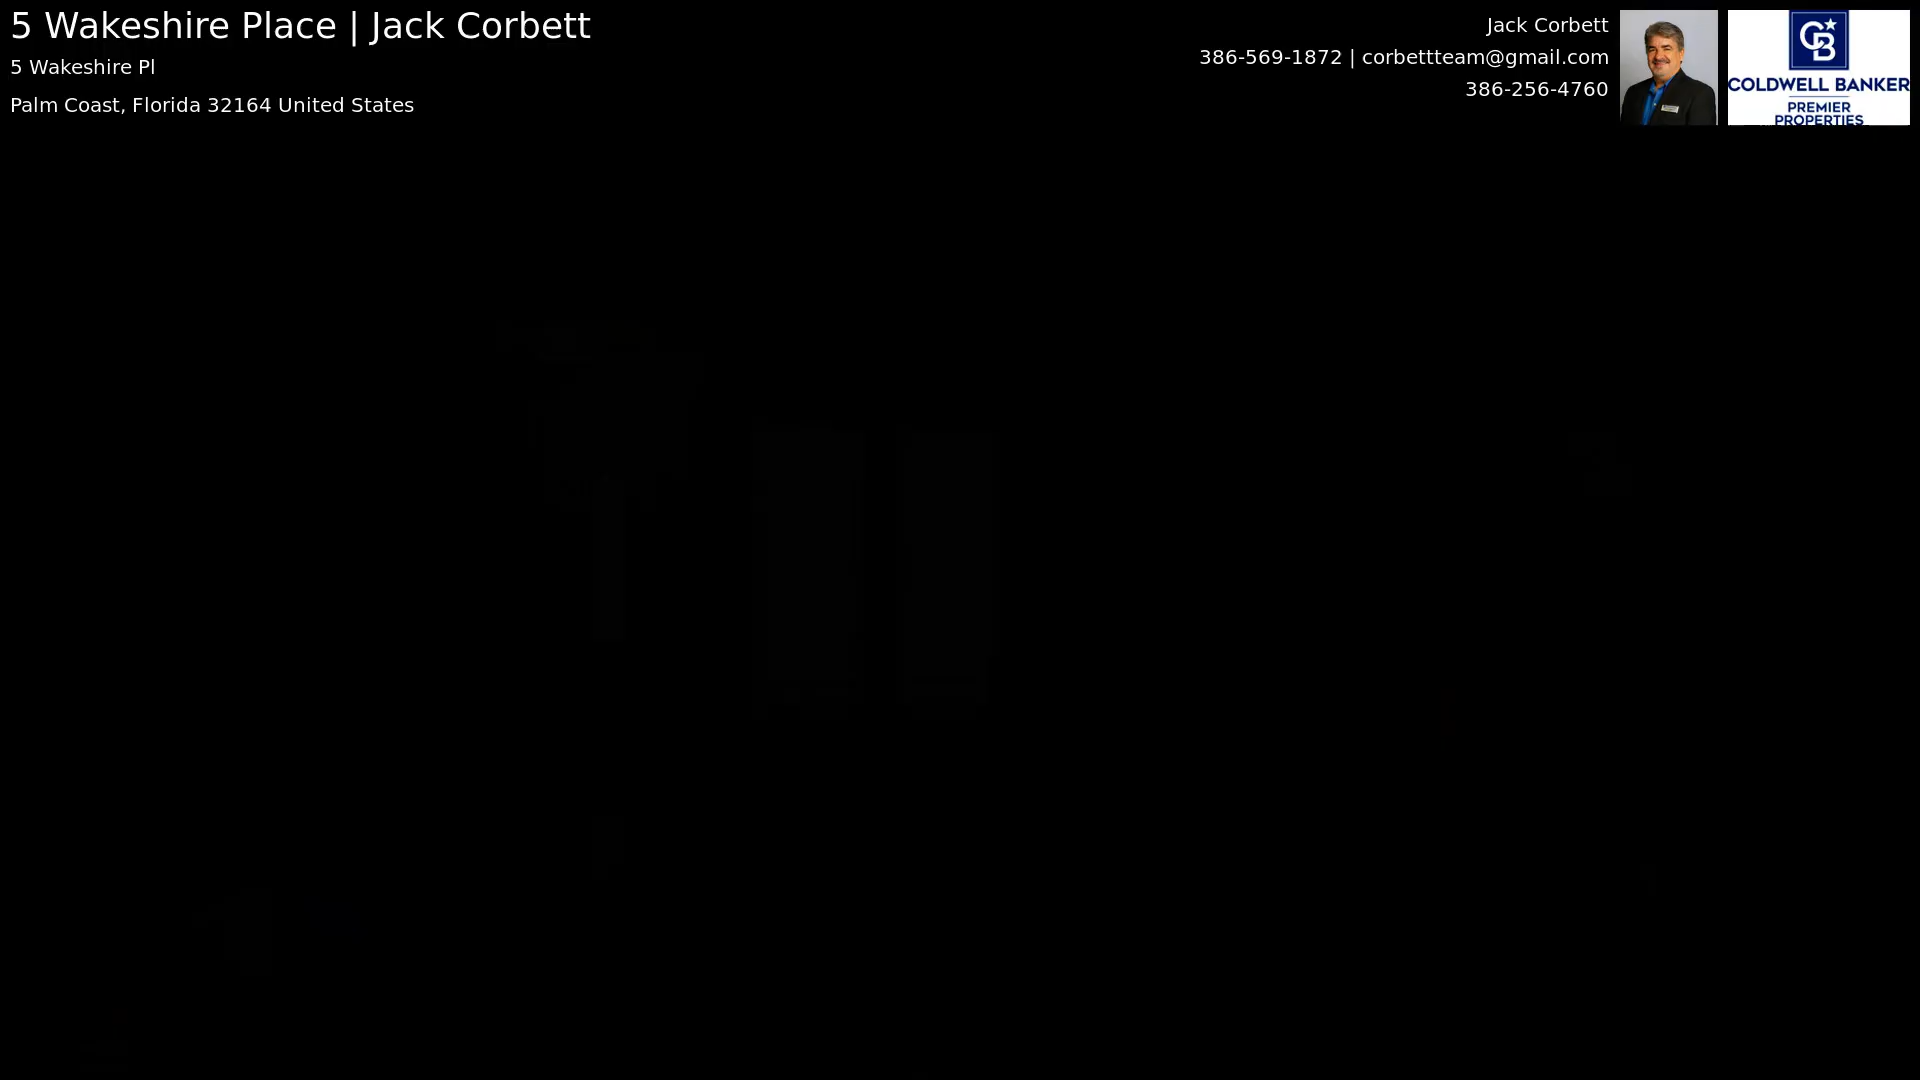 5 Wakeshire Place | Jack Corbett
5 Wakeshire Pl
Palm Coast, Florida 32164 United States
Jack Corbett
386-569-1872 | corbettteam@gmail.com
386-256-4760
CB
COLDWELL BANKER
PREMIER
PROPERTIES